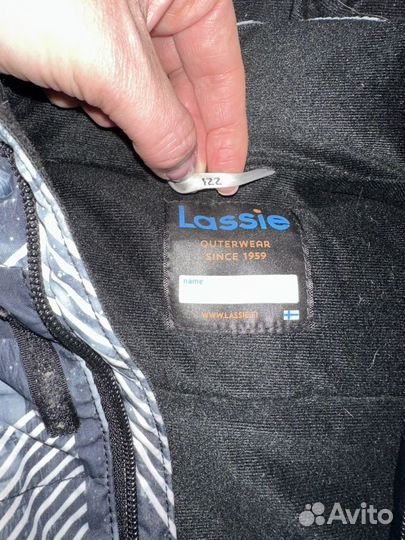 122
Lassie
OUTERWEAR
SINCE 1959
name
WWW.LASSIE.FI
Avito